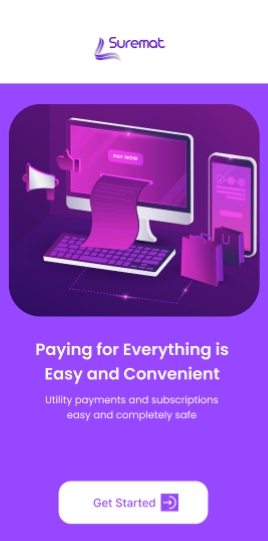 Suremat
PAY NOW
Paying for Everything is
Easy and Convenient
Utility payments and subscriptions
easy and completely safe
Get Started